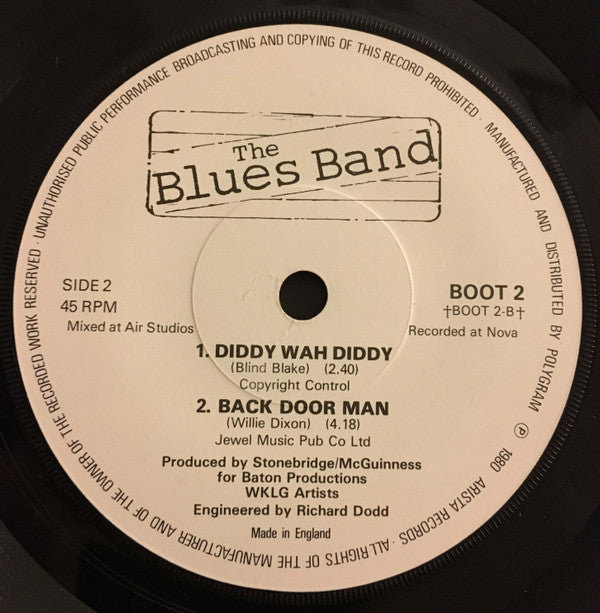 The
Blues Band
SIDE 2
45 RPM
Mixed at Air Studios
BOOT 2
†BOOT 2-B†
Recorded at Nova
1. DIDDY WAH DIDDY
(Blind Blake) (2.40)
Copyright Control
2. BACK DOOR MAN
(Willie Dixon) (4.18)
Jewel Music Pub Co Ltd
Produced by Stonebridge/McGuinness
for Baton Productions
WKLG Artists
Engineered by Richard Dodd
Made in England
℗ 1980 ARISTA RECORDS · ALL RIGHTS OF THE MANUFACTURER AND OF THE OWNER OF THE RECORDED WORK RESERVED · UNAUTHORISED PUBLIC PERFORMANCE BROADCASTING AND COPYING OF THIS RECORD PROHIBITED · MANUFACTURED AND DISTRIBUTED BY POLYGRAM